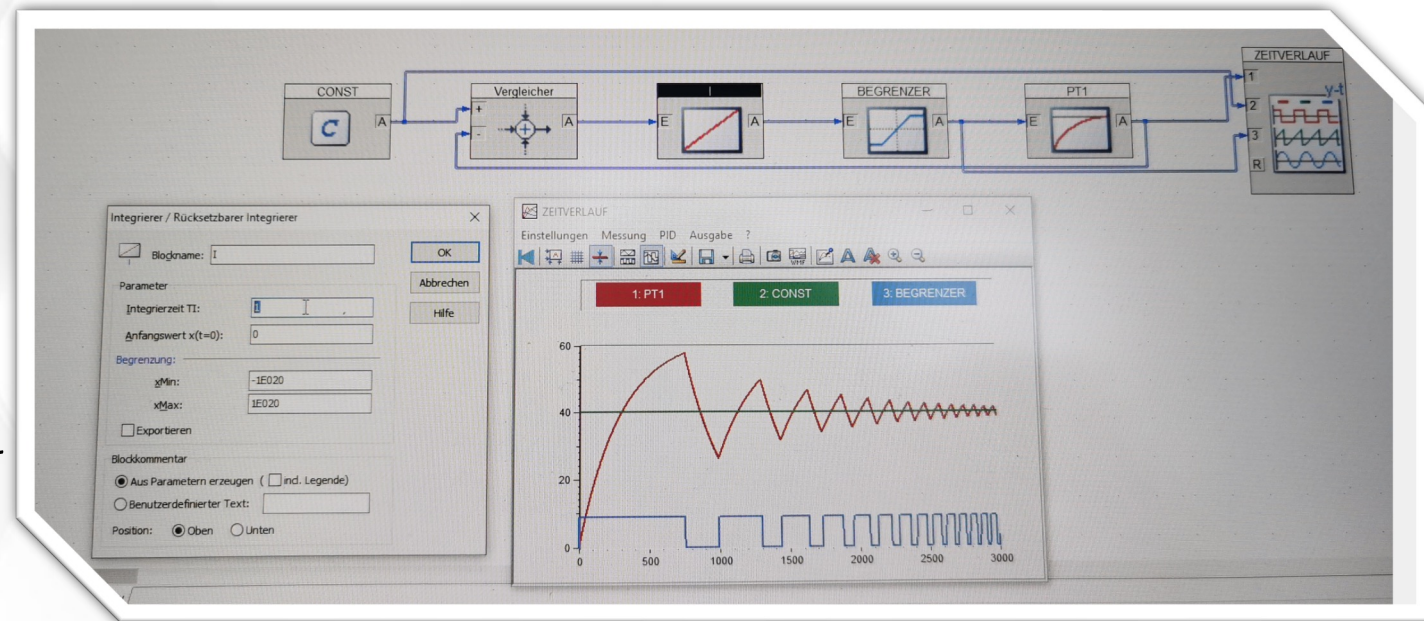 CONST
C
A
Vergleicher
+
-
A
I
E
A
BEGRENZER
E
A
PT1
E
A
ZEITVERLAUF
1
2
3
R
y-t
Integrierer / Rücksetzbarer Integrierer
Blockname: I
OK
Parameter
Abbrechen
Integrierzeit TI: 1
Hilfe
Anfangswert x(t=0): 0
Begrenzung:
xMin: -1E020
xMax: 1E020
Exportieren
Blockkommentar
Aus Parametern erzeugen ( incl. Legende)
Benutzerdefinierter Text:
Position: Oben Unten
ZEITVERLAUF
Einstellungen Messung PID Ausgabe ?
WMF
A A
1: PT1 2: CONST 3: BEGRENZER
60
40
20
0
0 500 1000 1500 2000 2500 3000